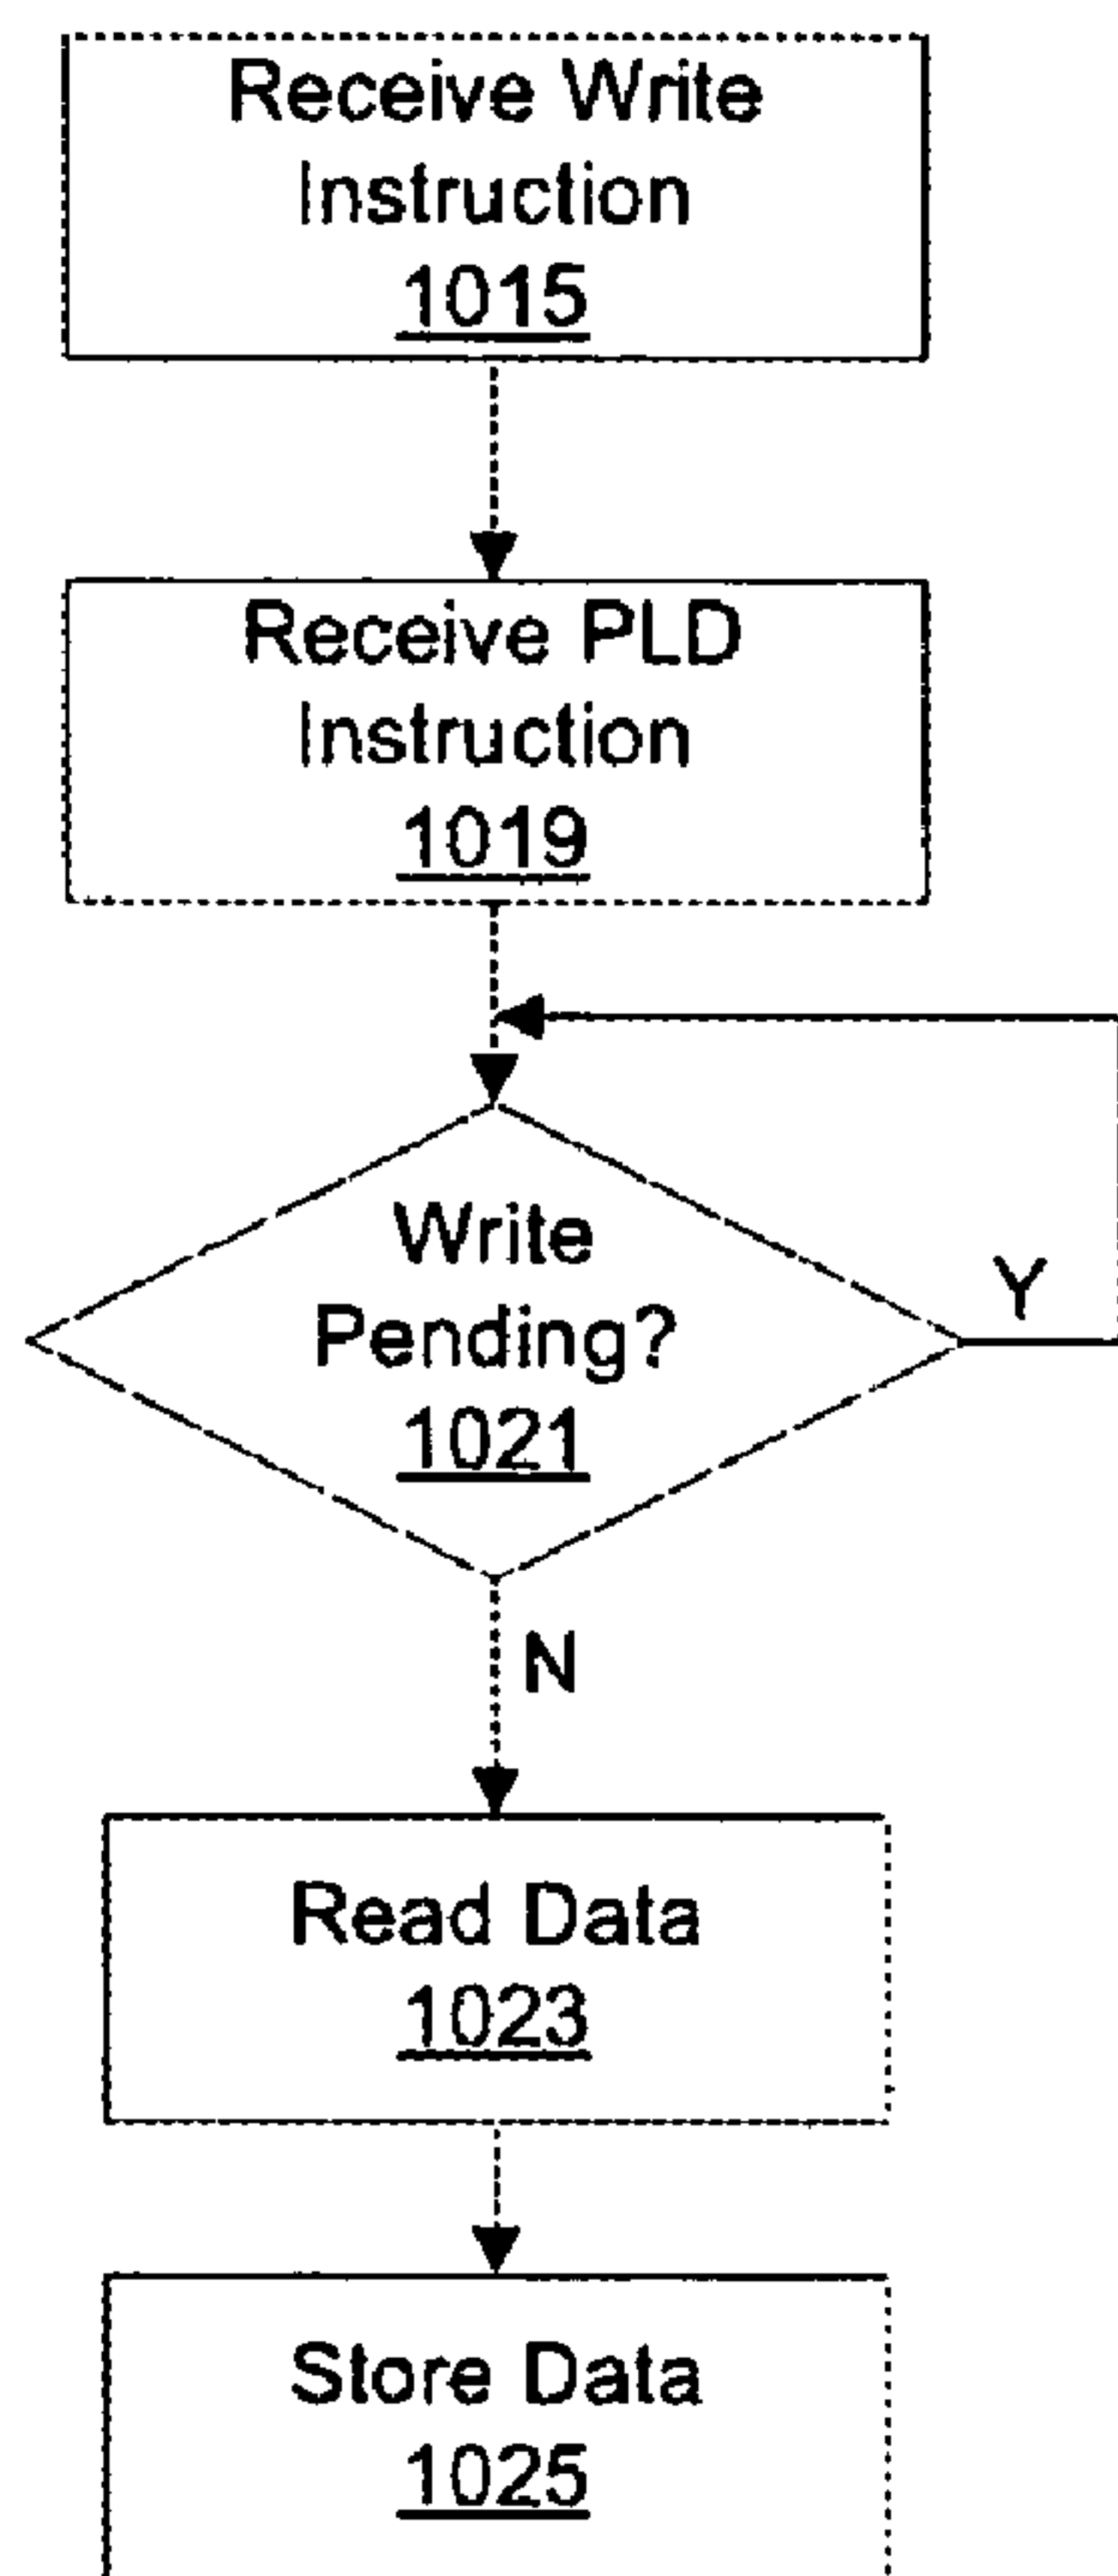 Receive Write
Instruction
1015
Receive PLD
Instruction
1019
Write
Pending?
1021
Y
N
Read Data
1023
Store Data
1025